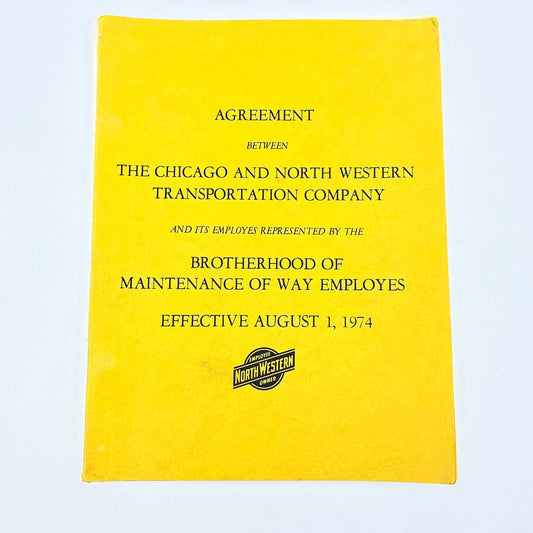 AGREEMENT
BETWEEN
THE CHICAGO AND NORTH WESTERN
TRANSPORTATION COMPANY
AND ITS EMPLOYES REPRESENTED BY THE
BROTHERHOOD OF
MAINTENANCE OF WAY EMPLOYES
EFFECTIVE AUGUST 1, 1974
EMPLOYEE
NORTH WESTERN
OWNED